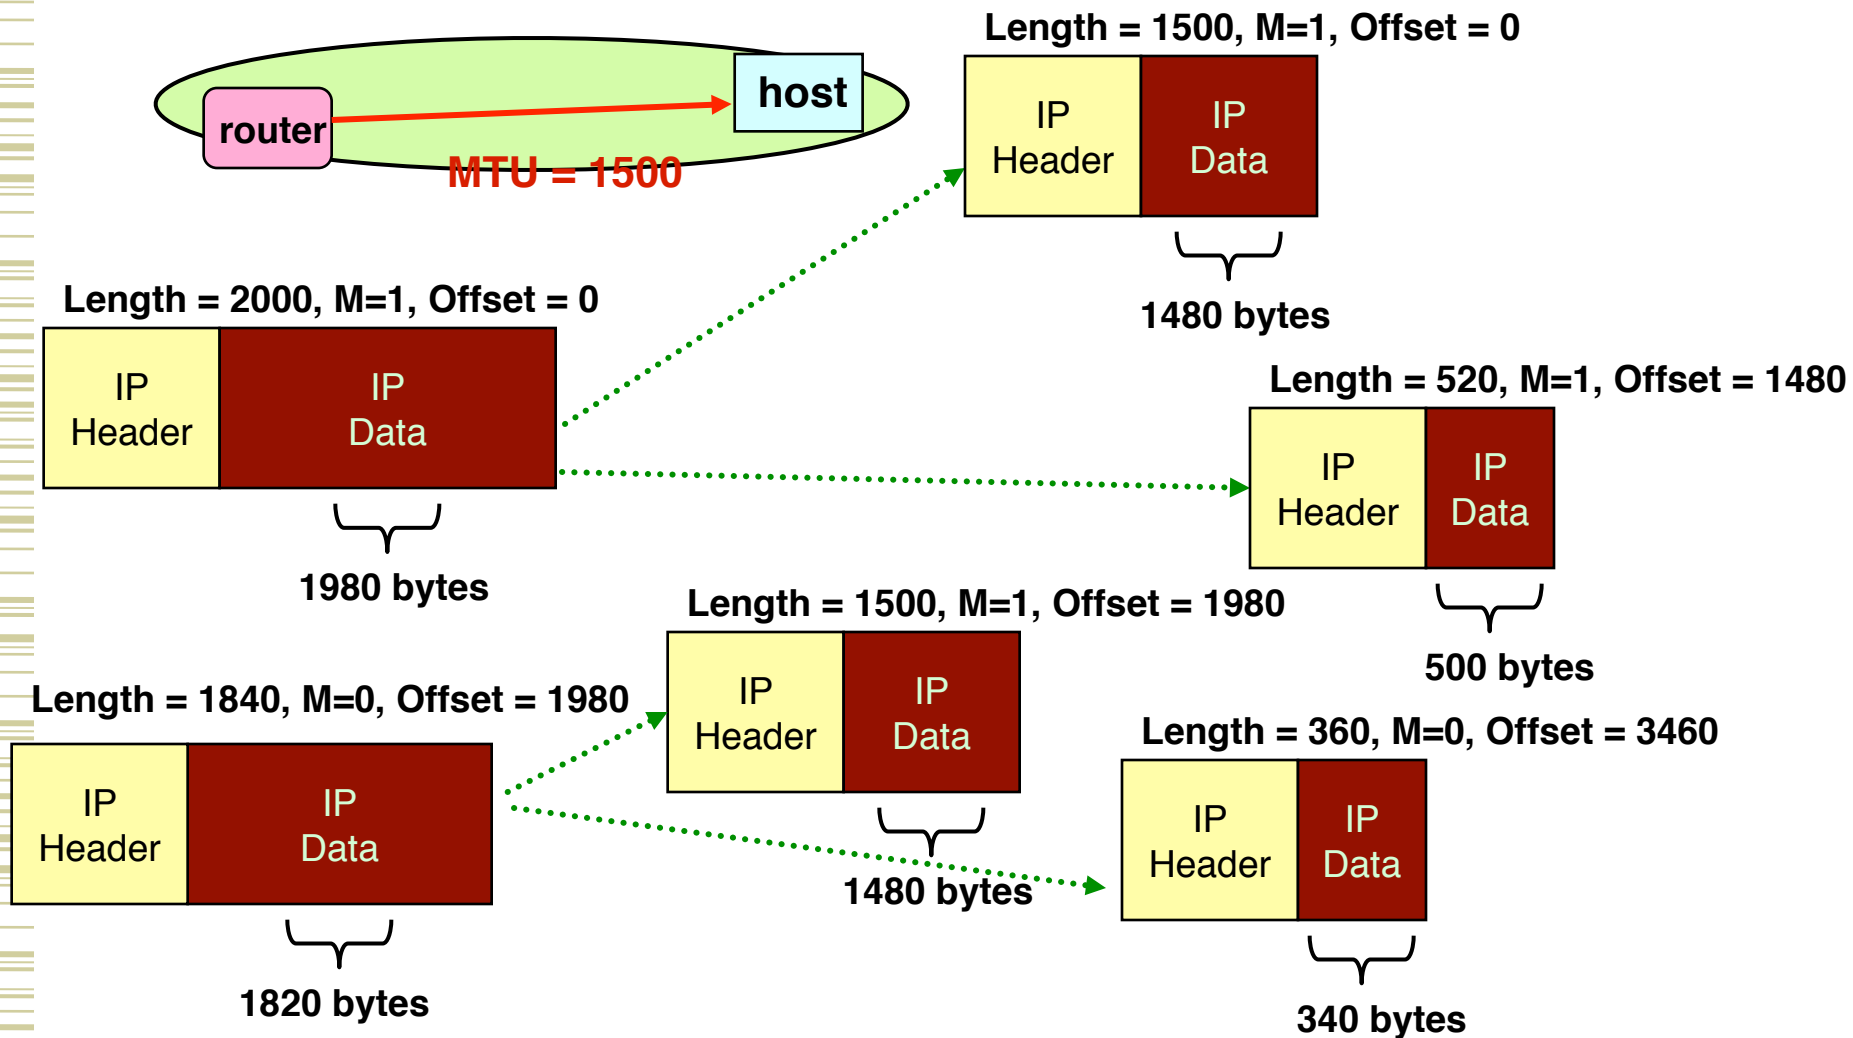 router
host
MTU = 1500
Length = 1500, M=1, Offset = 0
IP
Header
IP
Data
1480 bytes
Length = 2000, M=1, Offset = 0
IP
Header
IP
Data
1980 bytes
Length = 520, M=1, Offset = 1480
IP
Header
IP
Data
500 bytes
Length = 1840, M=0, Offset = 1980
IP
Header
IP
Data
1820 bytes
Length = 1500, M=1, Offset = 1980
IP
Header
IP
Data
1480 bytes
Length = 360, M=0, Offset = 3460
IP
Header
IP
Data
340 bytes